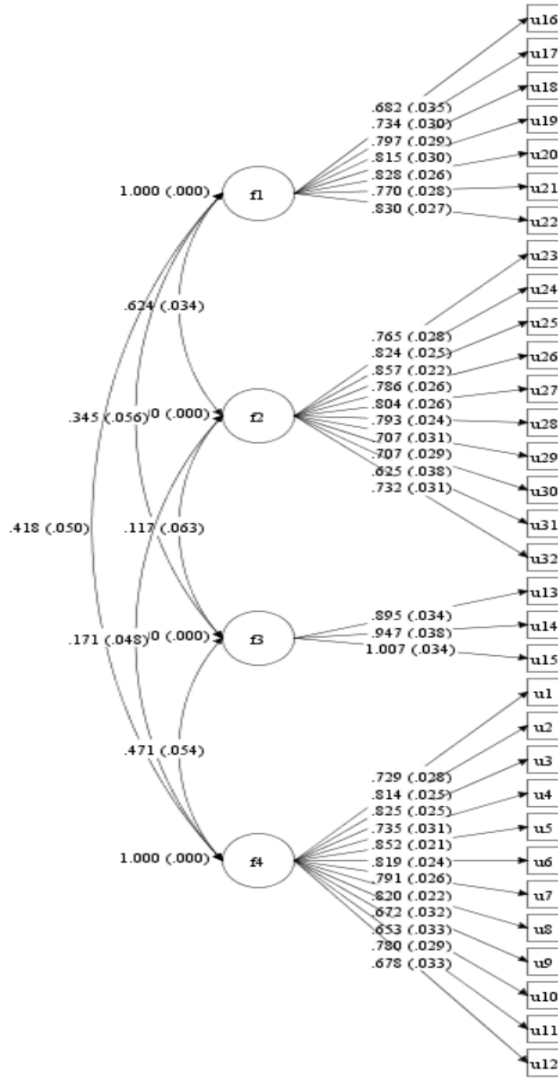 u16
u17
u18
u19
u20
u21
u22
.682 (.035)
.734 (.030)
.797 (.029)
.815 (.030)
.828 (.026)
.770 (.028)
.830 (.027)
1.000 (.000)
f1
u23
u24
u25
u26
u27
u28
u29
u30
u31
u32
.624 (.034)
.765 (.028)
.824 (.025)
.857 (.022)
.786 (.026)
.804 (.026)
.793 (.024)
.707 (.031)
.707 (.029)
.625 (.038)
.732 (.031)
.345 (.056)
0 (.000)
f2
.418 (.050)
.117 (.063)
u13
u14
u15
.895 (.034)
.947 (.038)
1.007 (.034)
.171 (.048)
0 (.000)
f3
u1
u2
u3
u4
u5
u6
u7
u8
u9
u10
u11
u12
.471 (.054)
.729 (.028)
.814 (.025)
.825 (.025)
.735 (.031)
.852 (.021)
.819 (.024)
.791 (.026)
.820 (.022)
.672 (.032)
.653 (.033)
.780 (.029)
.678 (.033)
1.000 (.000)
f4